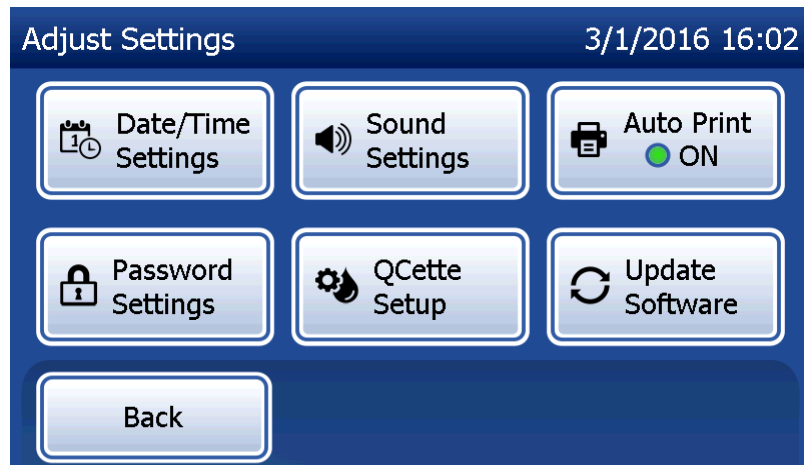 Adjust Settings 3/1/2016 16:02
Date/Time
Settings
Sound
Settings
Auto Print
ON
Password
Settings
QCette
Setup
Update
Software
Back